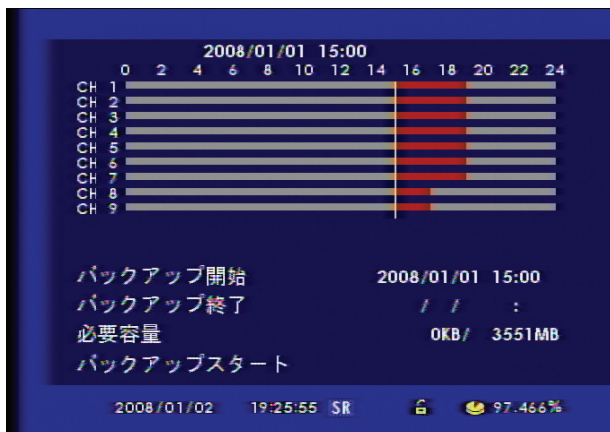 2008/01/01 15:00
0 2 4 6 8 10 12 14 16 18 20 22 24
CH 1
CH 2
CH 3
CH 4
CH 5
CH 6
CH 7
CH 8
CH 9
バックアップ開始 2008/01/01 15:00
バックアップ終了 / / :
必要容量 0KB/ 3551MB
バックアップスタート
2008/01/02 19:25:55 SR 97.466%